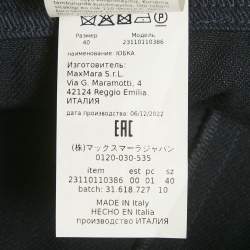 Размер Модель
40 23110110386
наименование: ЮБКА
Изготовитель:
MaxMara S.r.L.
Via G. Maramotti, 4
42124 Reggio Emilia.
ИТАЛИЯ
дата производства: 06/12/2022
EAC
(株)マックスマーラジャパン
0120-030-535
item est pc sz
23110110386 00 01 40
batch: 31.618.727 10
MADE IN Italy
HECHO EN Italia
произведено в ИТАЛИЯ